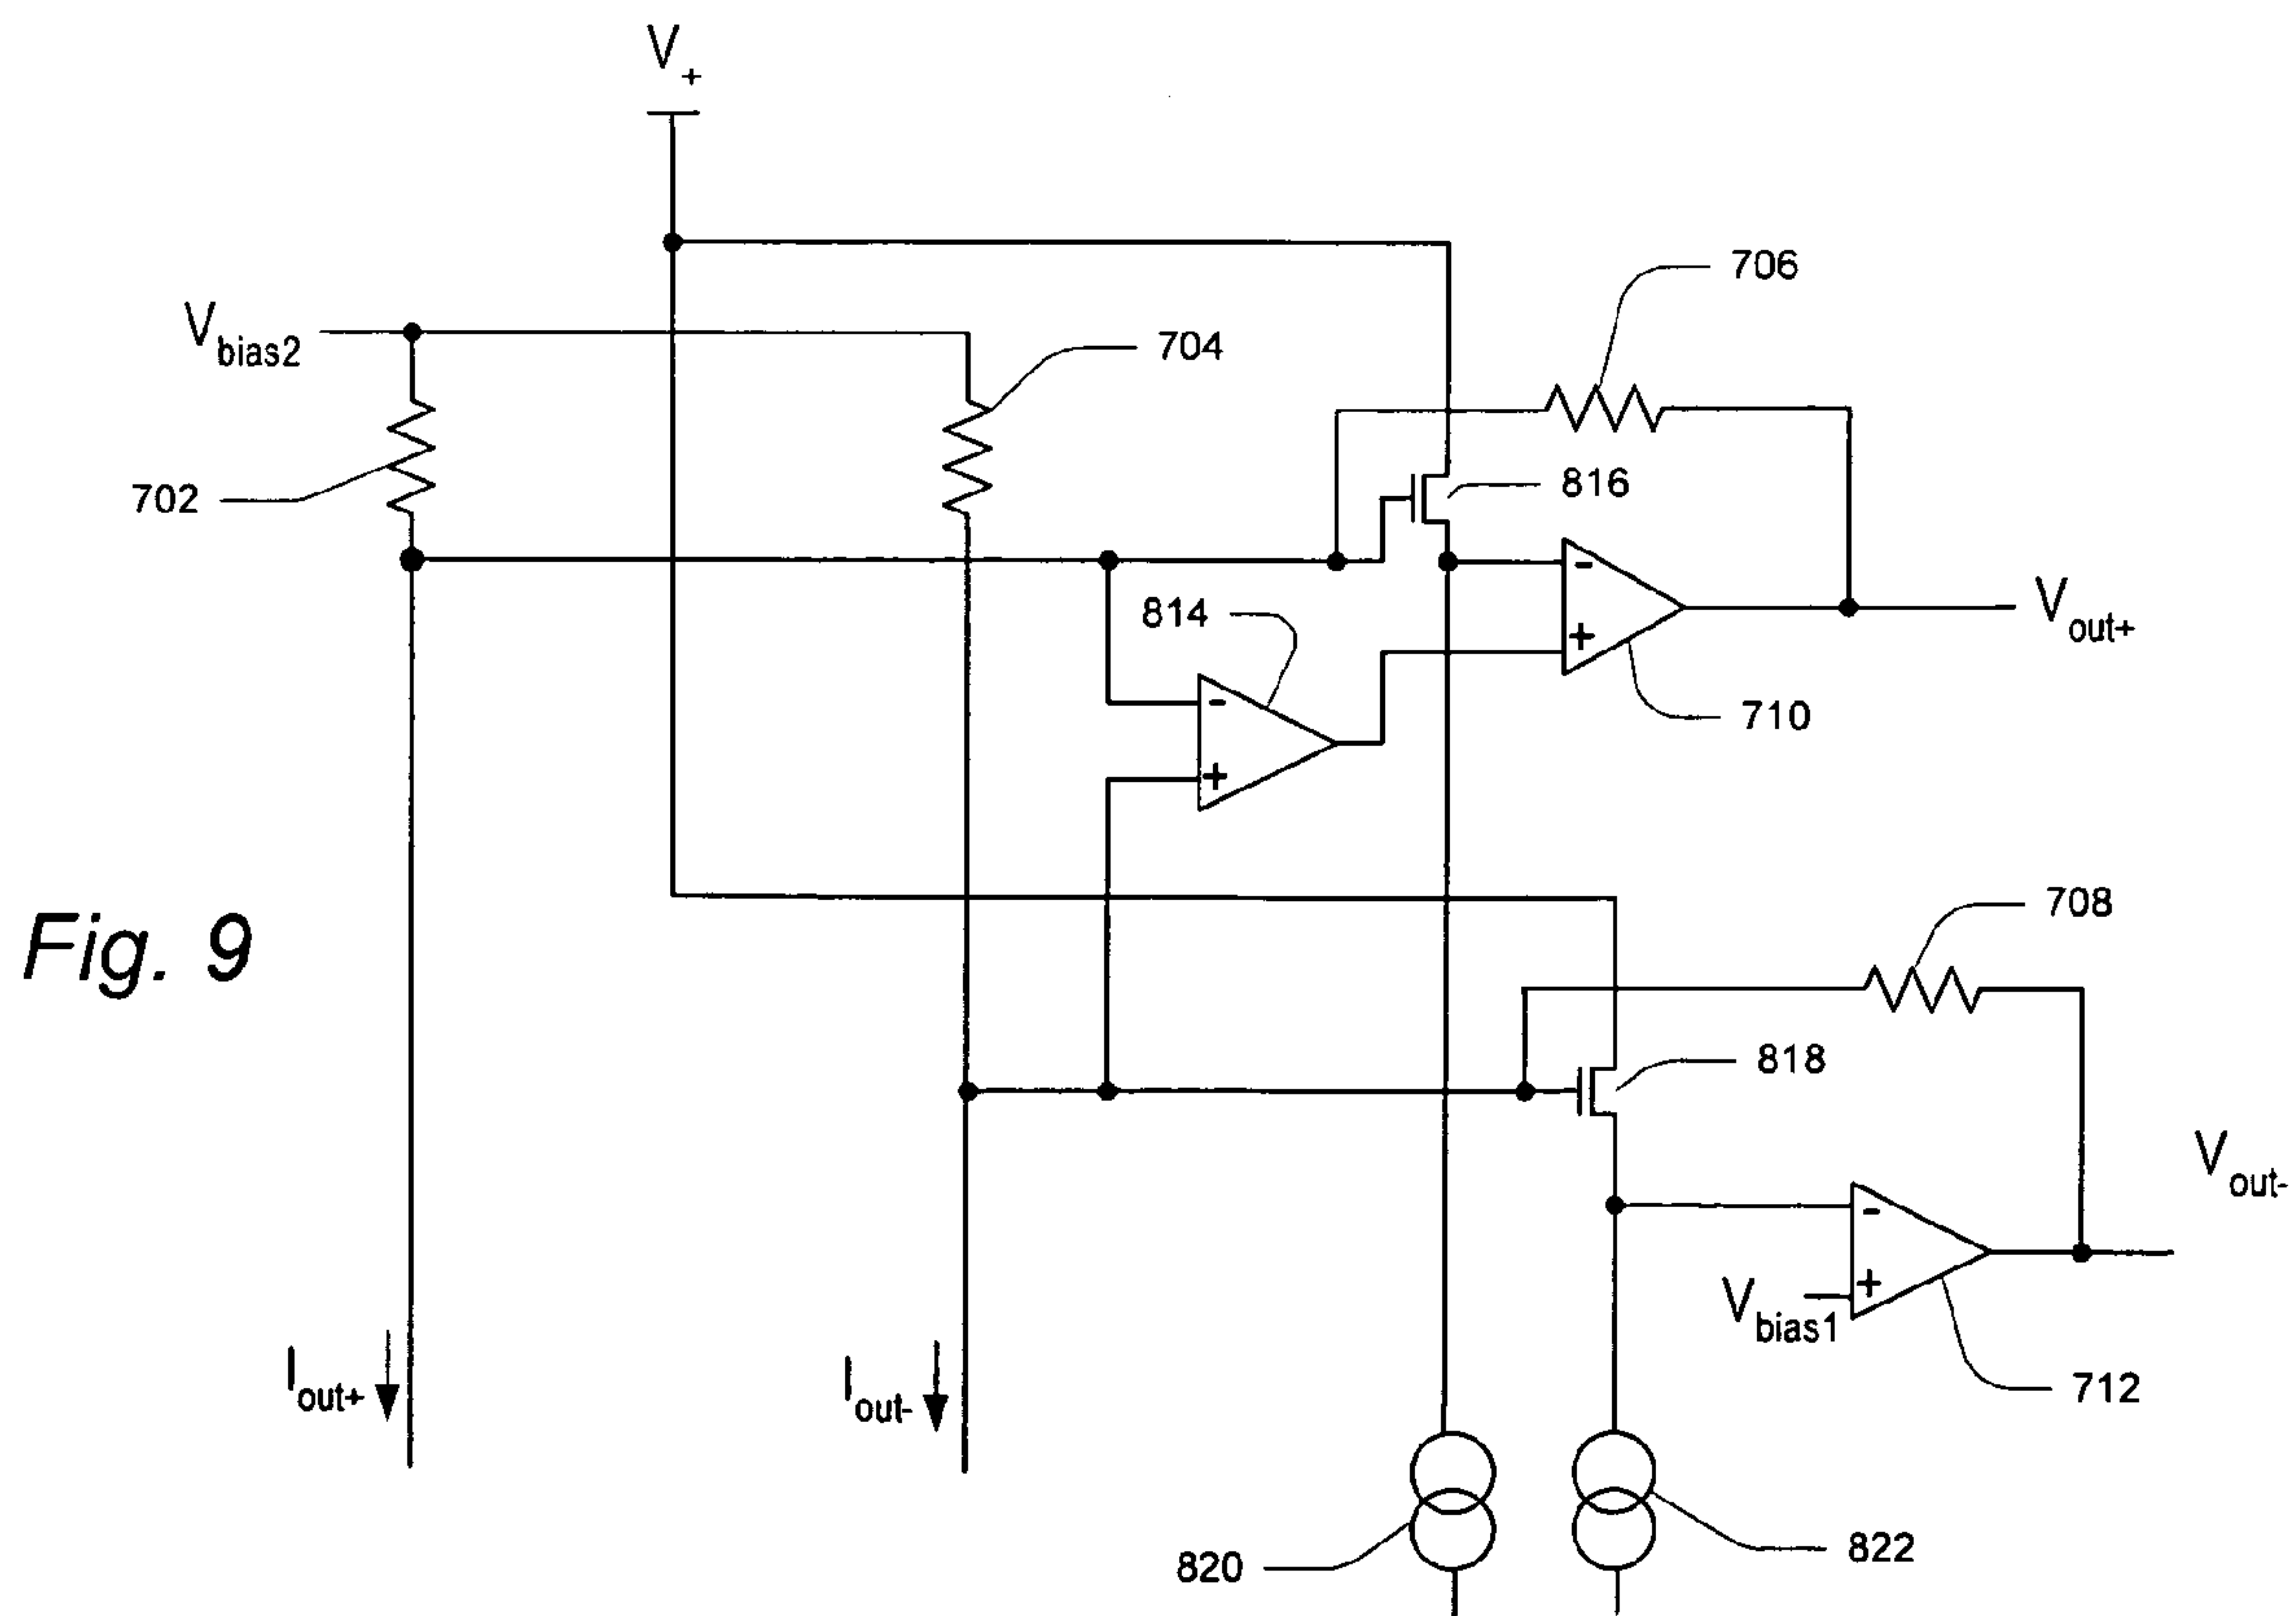 V+
706
Vbias2
704
702
816
814
Vout+
710
Fig. 9
708
818
Vout-
Vbias1
Iout+
Iout-
712
820
822
-
+
-
+
-
+